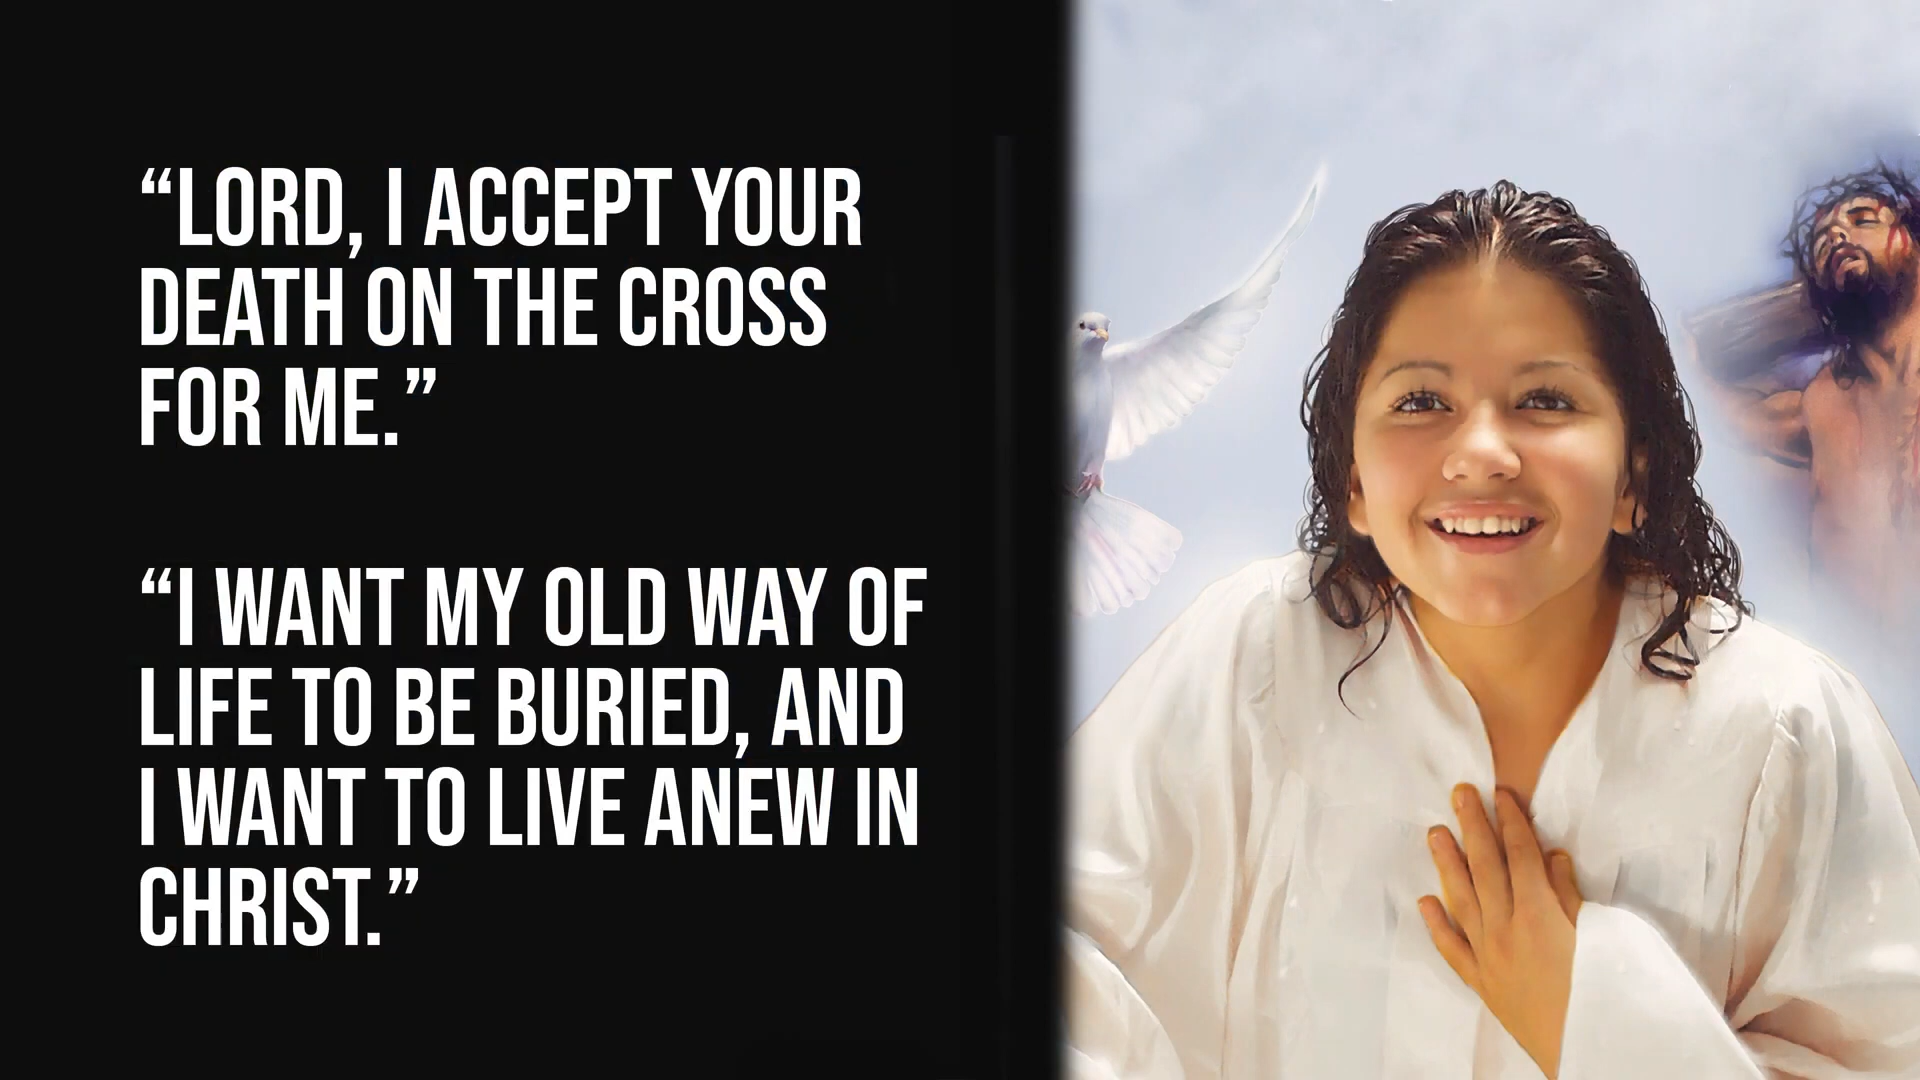 “LORD, I ACCEPT YOUR
DEATH ON THE CROSS
FOR ME.”
“I WANT MY OLD WAY OF
LIFE TO BE BURIED, AND
I WANT TO LIVE ANEW IN
CHRIST.”